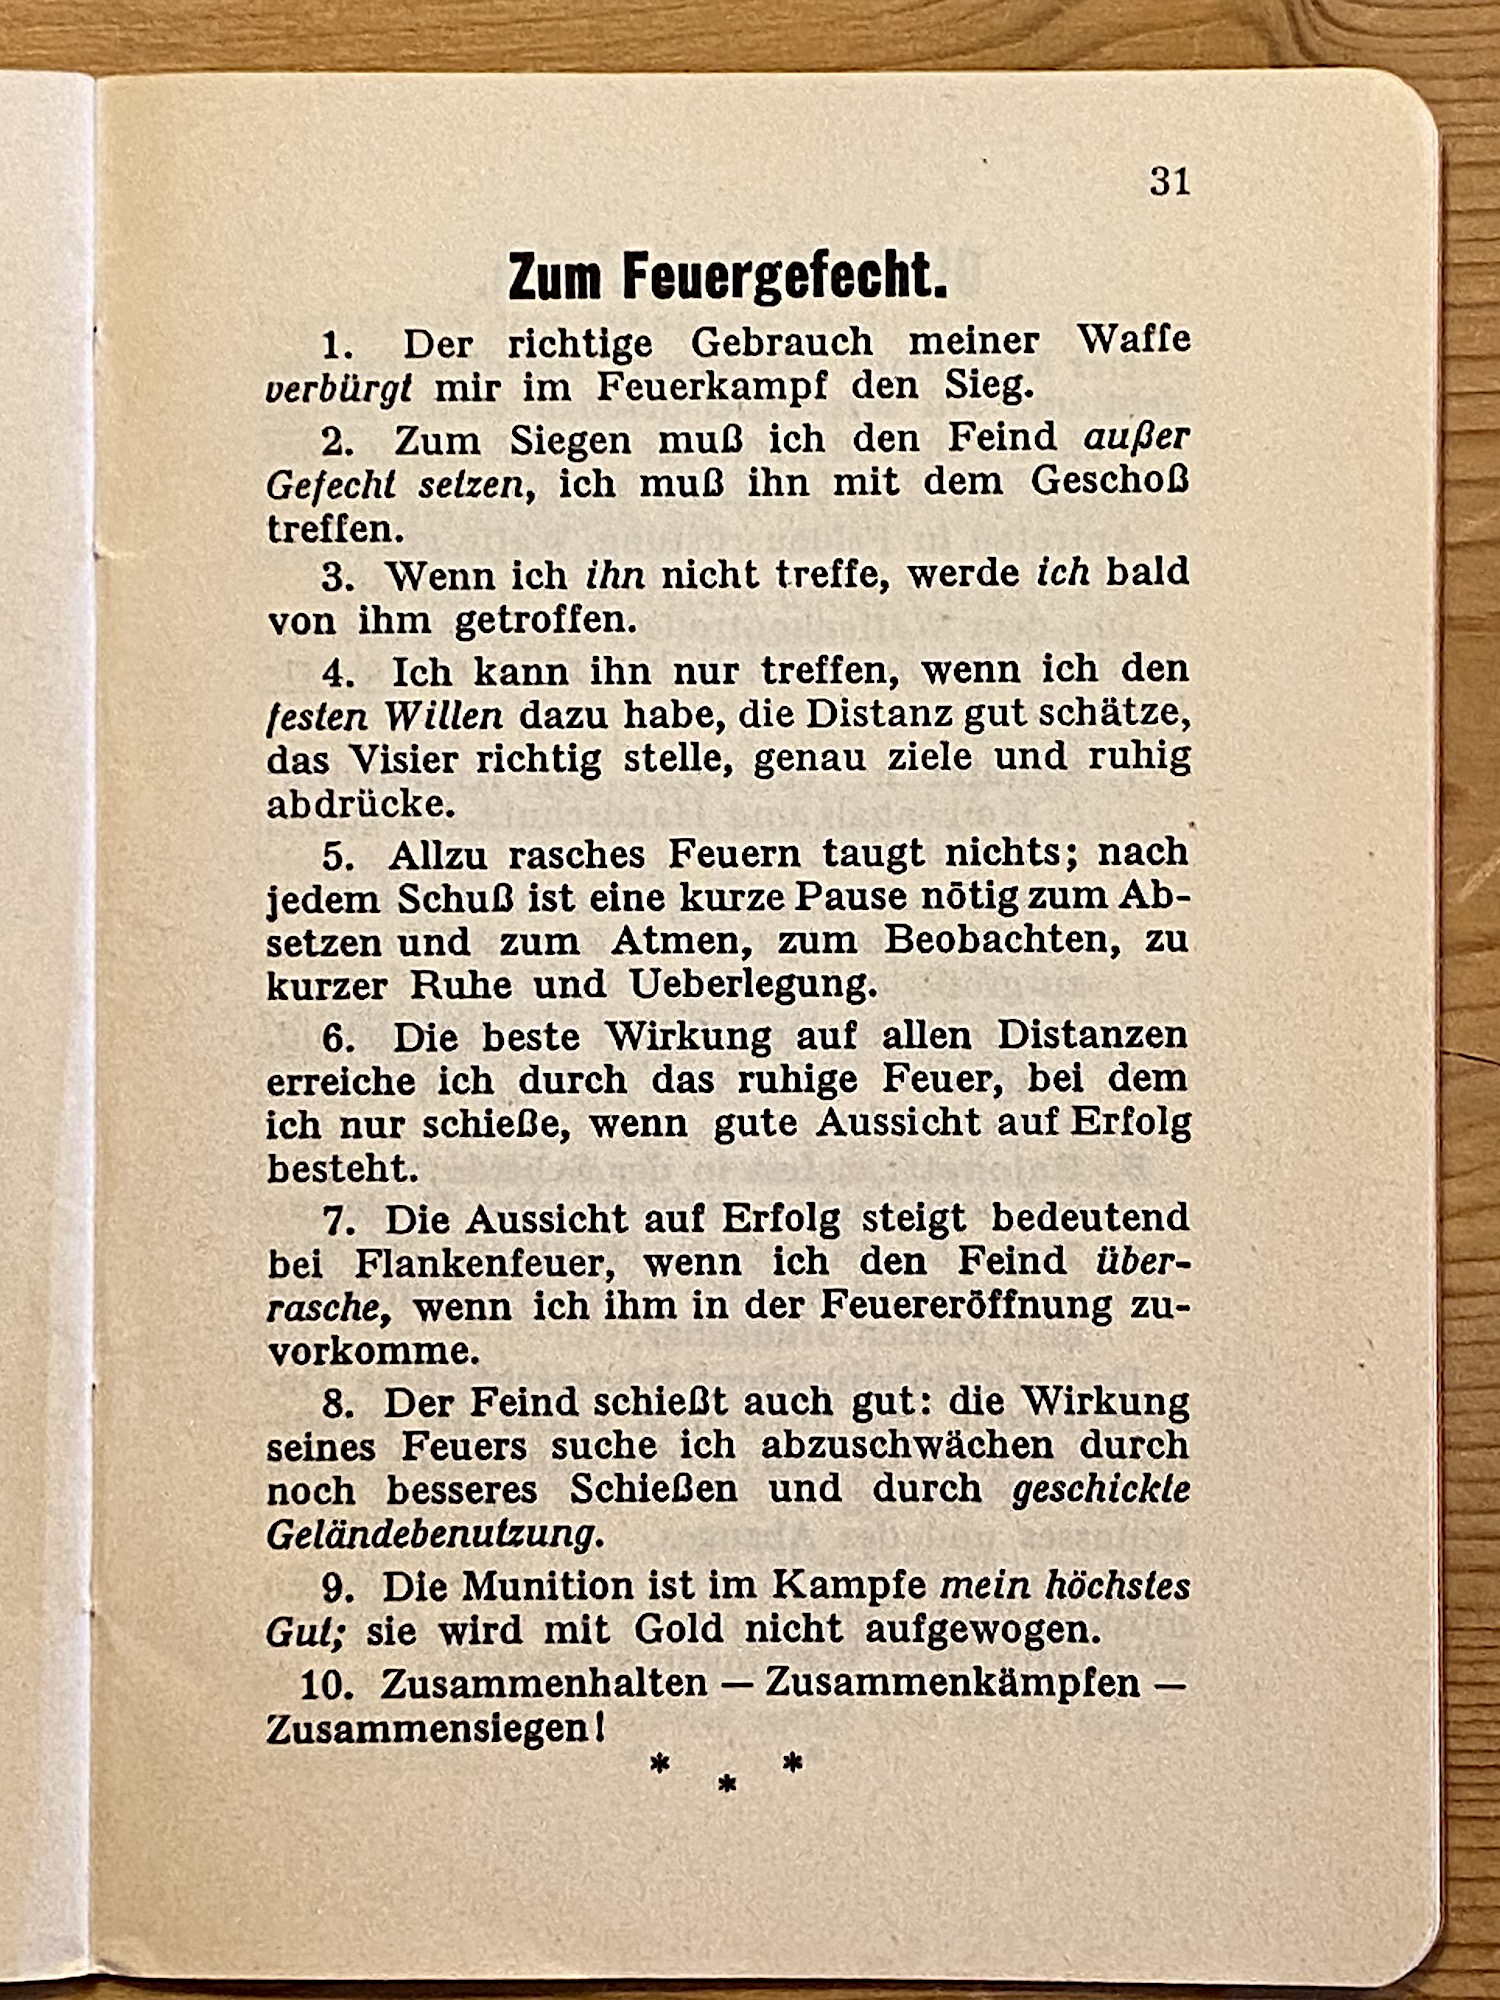 31
Zum Feuergefecht.
1. Der richtige Gebrauch meiner Waffe
verbürgt mir im Feuerkampf den Sieg.
2. Zum Siegen muß ich den Feind außer
Gefecht setzen, ich muß ihn mit dem Geschoß
treffen.
3. Wenn ich ihn nicht treffe, werde ich bald
von ihm getroffen.
4. Ich kann ihn nur treffen, wenn ich den
festen Willen dazu habe, die Distanz gut schätze,
das Visier richtig stelle, genau ziele und ruhig
abdrücke.
5. Allzu rasches Feuern taugt nichts; nach
jedem Schuß ist eine kurze Pause nötig zum Ab-
setzen und zum Atmen, zum Beobachten, zu
kurzer Ruhe und Ueberlegung.
6. Die beste Wirkung auf allen Distanzen
erreiche ich durch das ruhige Feuer, bei dem
ich nur schieße, wenn gute Aussicht auf Erfolg
besteht.
7. Die Aussicht auf Erfolg steigt bedeutend
bei Flankenfeuer, wenn ich den Feind über-
rasche, wenn ich ihm in der Feuereröffnung zu-
vorkomme.
8. Der Feind schießt auch gut: die Wirkung
seines Feuers suche ich abzuschwächen durch
noch besseres Schießen und durch geschickte
Geländebenutzung.
9. Die Munition ist im Kampfe mein höchstes
Gut; sie wird mit Gold nicht aufgewogen.
10. Zusammenhalten — Zusammenkämpfen —
Zusammensiegen!
* * *